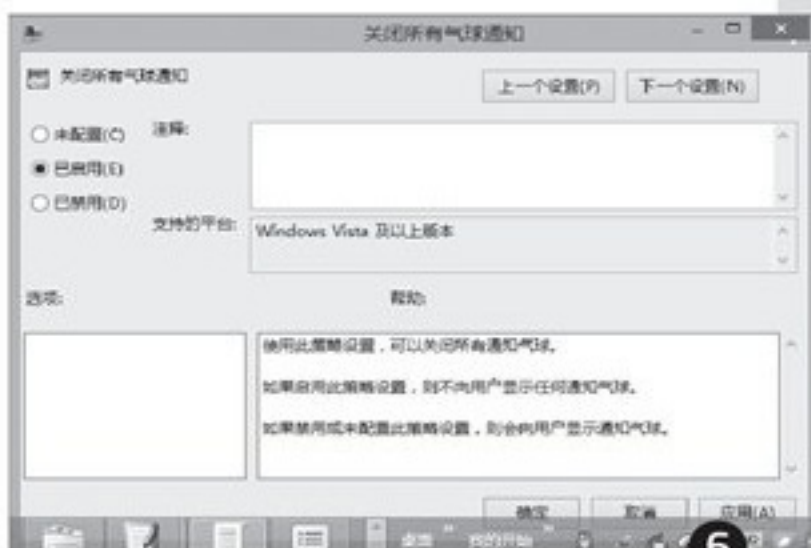 关闭所有气球通知
关闭所有气球通知
上一个设置(P)
下一个设置(N)
未配置(C)
注释:
已启用(E)
已禁用(D)
支持的平台:
Windows Vista 及以上版本
选项:
帮助:
使用此策略设置，可以关闭所有通知气球。
如果启用此策略设置，则不向用户显示任何通知气球。
如果禁用或未配置此策略设置，则会向用户显示通知气球。
确定
取消
应用(A)
桌面
我的开始
6